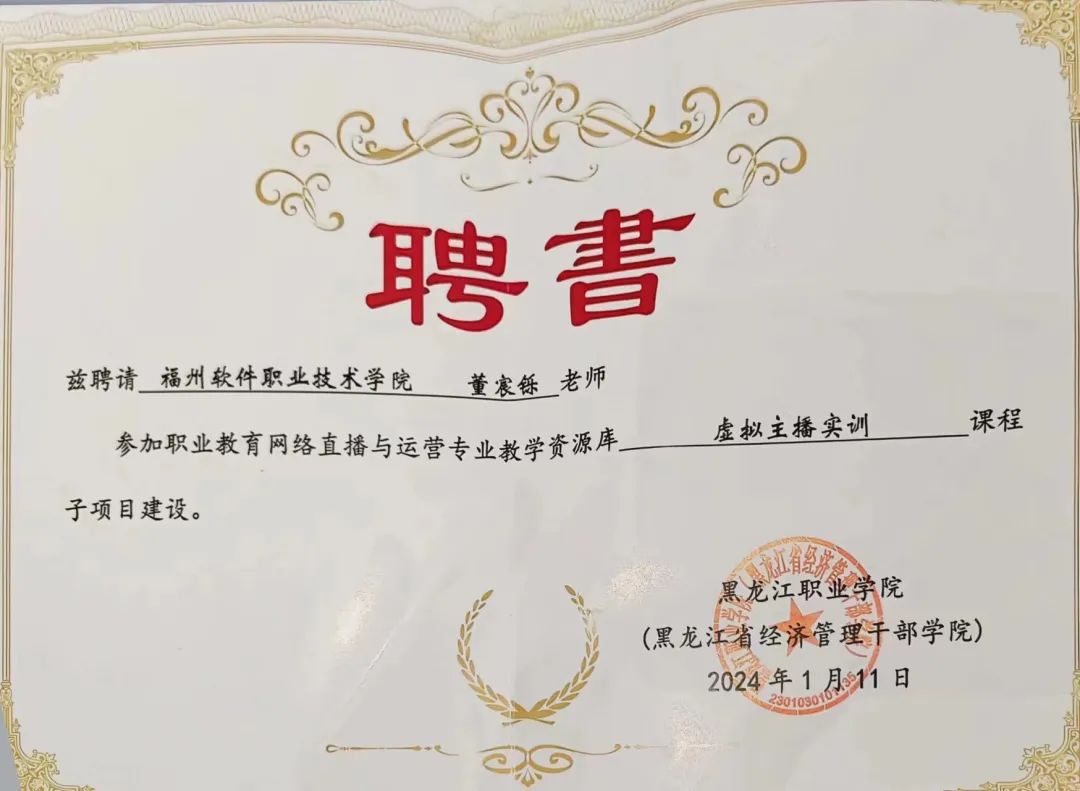 聘書
兹聘请 福州软件职业技术学院 董宸铄 老师
参加职业教育网络直播与运营专业教学资源库 虚拟主播实训 课程
子项目建设。
黑龙江职业学院
(黑龙江省经济管理干部学院)
2024 年 1 月 11 日